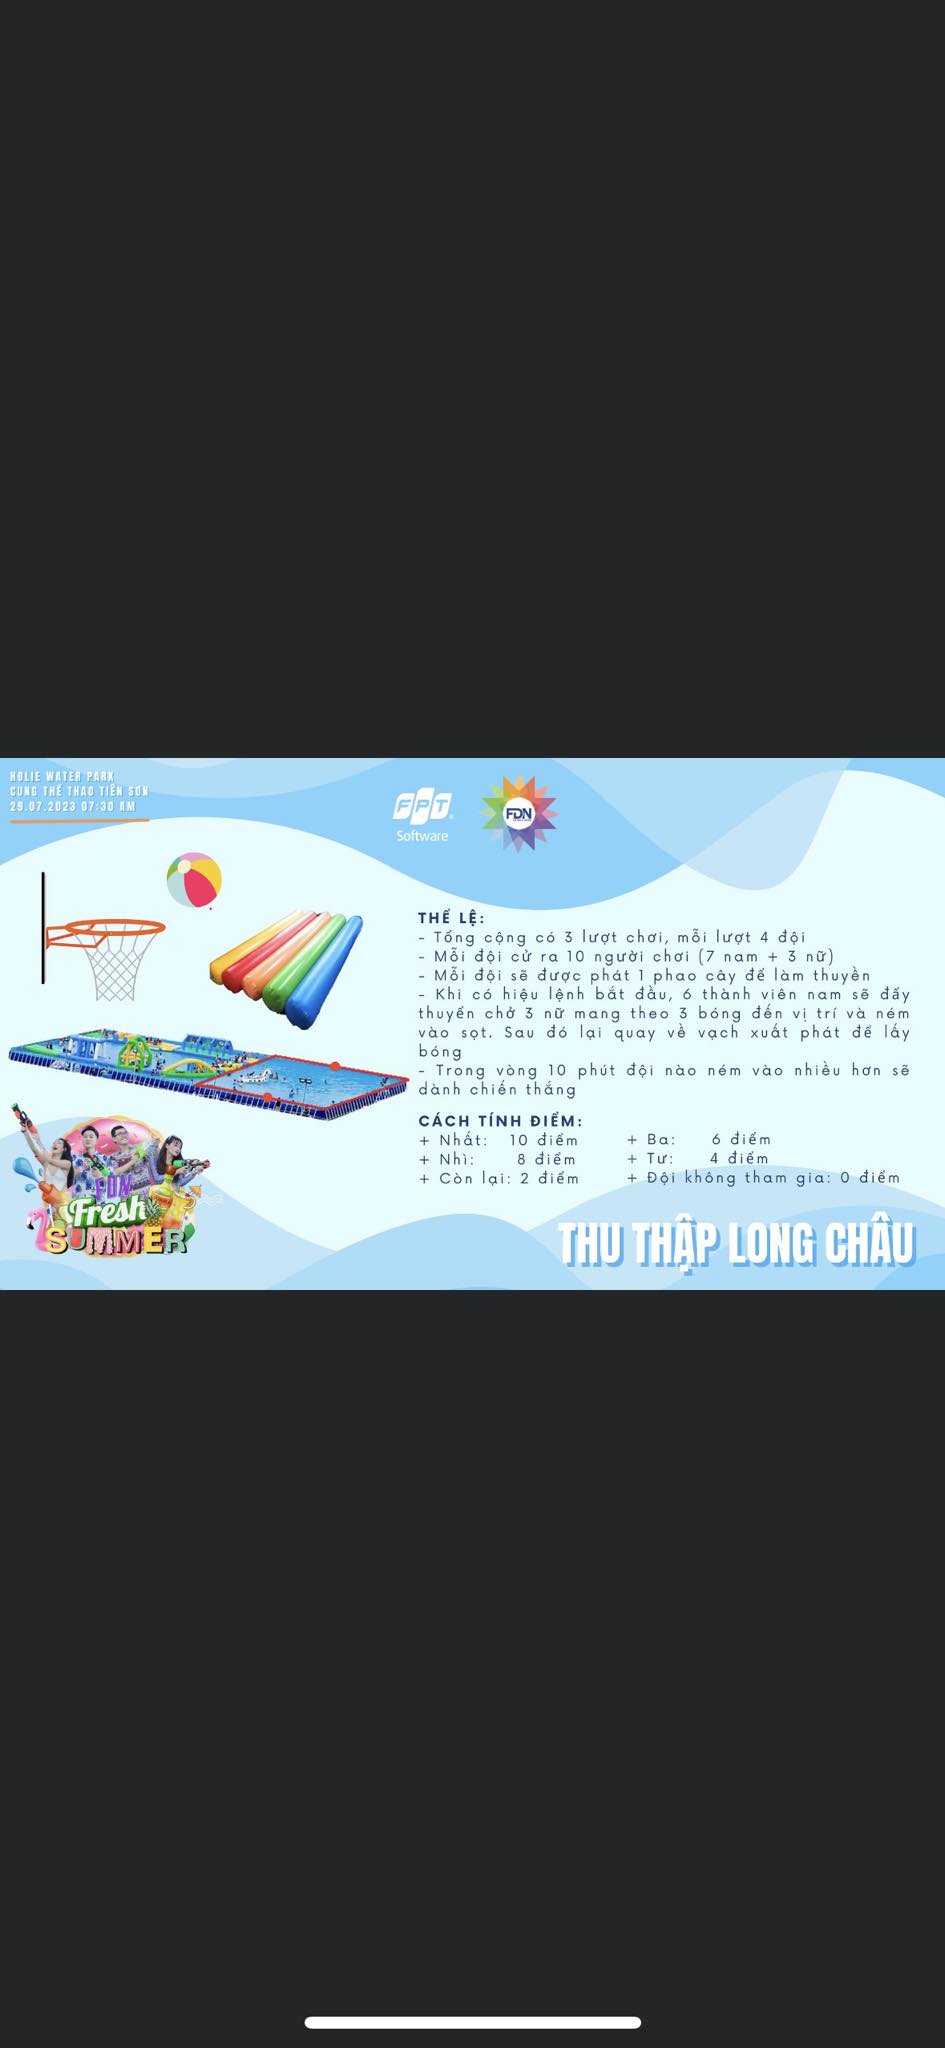 HOLIE WATER PARK
CUNG THỂ THAO TIÊN SƠN
29.07.2023 07:30 AM
FPT
Software
FDN
THỂ LỆ:
- Tổng cộng có 3 lượt chơi, mỗi lượt 4 đội
- Mỗi đội cử ra 10 người chơi (7 nam + 3 nữ)
- Mỗi đội sẽ được phát 1 phao cây để làm thuyền
- Khi có hiệu lệnh bắt đầu, 6 thành viên nam sẽ đẩy
thuyền chở 3 nữ mang theo 3 bóng đến vị trí và ném
vào sọt. Sau đó lại quay về vạch xuất phát để lấy
bóng
- Trong vòng 10 phút đội nào ném vào nhiều hơn sẽ
dành chiến thắng
CÁCH TÍNH ĐIỂM:
+ Nhất: 10 điểm
+ Nhì: 8 điểm
+ Còn lại: 2 điểm
+ Ba: 6 điểm
+ Tư: 4 điểm
+ Đội không tham gia: 0 điểm
FDN
Fresh
SUMMER
THU THẬP LONG CHÂU